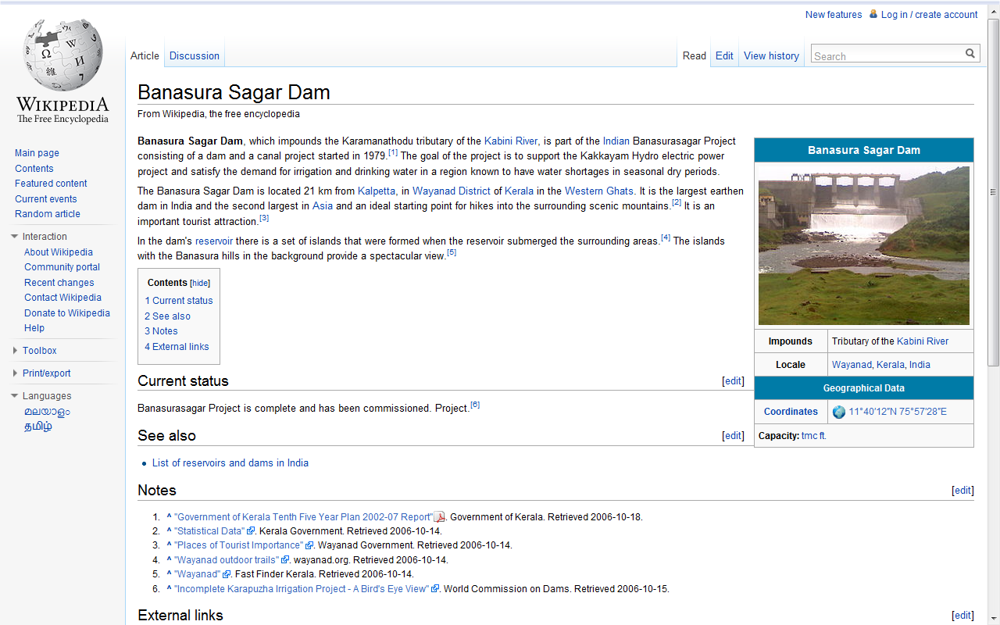 New features Log in / create account
Article Discussion Read Edit View history Search
WIKIPEDIA
The Free Encyclopedia
Main page
Contents
Featured content
Current events
Random article
Interaction
About Wikipedia
Community portal
Recent changes
Contact Wikipedia
Donate to Wikipedia
Help
Toolbox
Print/export
Languages
മലയാളം
தமிழ்
Banasura Sagar Dam
From Wikipedia, the free encyclopedia
Banasura Sagar Dam, which impounds the Karamanathodu tributary of the Kabini River, is part of the Indian Banasurasagar Project
consisting of a dam and a canal project started in 1979.[1] The goal of the project is to support the Kakkayam Hydro electric power
project and satisfy the demand for irrigation and drinking water in a region known to have water shortages in seasonal dry periods.
The Banasura Sagar Dam is located 21 km from Kalpetta, in Wayanad District of Kerala in the Western Ghats. It is the largest earthen
dam in India and the second largest in Asia and an ideal starting point for hikes into the surrounding scenic mountains.[2] It is an
important tourist attraction.[3]
In the dam's reservoir there is a set of islands that were formed when the reservoir submerged the surrounding areas.[4] The islands
with the Banasura hills in the background provide a spectacular view.[5]
Banasura Sagar Dam
Impounds Tributary of the Kabini River
Locale Wayanad, Kerala, India
Geographical Data
Coordinates 11°40′12″N 75°57′28″E
Capacity: tmc ft.
Contents [hide]
1 Current status
2 See also
3 Notes
4 External links
Current status [edit]
Banasurasagar Project is complete and has been commissioned. Project.[6]
See also [edit]
• List of reservoirs and dams in India
Notes [edit]
1. ^ "Government of Kerala Tenth Five Year Plan 2002-07 Report". Government of Kerala. Retrieved 2006-10-18.
2. ^ "Statistical Data". Kerala Government. Retrieved 2006-10-14.
3. ^ "Places of Tourist Importance". Wayanad Government. Retrieved 2006-10-14.
4. ^ "Wayanad outdoor trails". wayanad.org. Retrieved 2006-10-14.
5. ^ "Wayanad". Fast Finder Kerala. Retrieved 2006-10-14.
6. ^ "Incomplete Karapuzha Irrigation Project - A Bird's Eye View". World Commission on Dams. Retrieved 2006-10-15.
External links [edit]